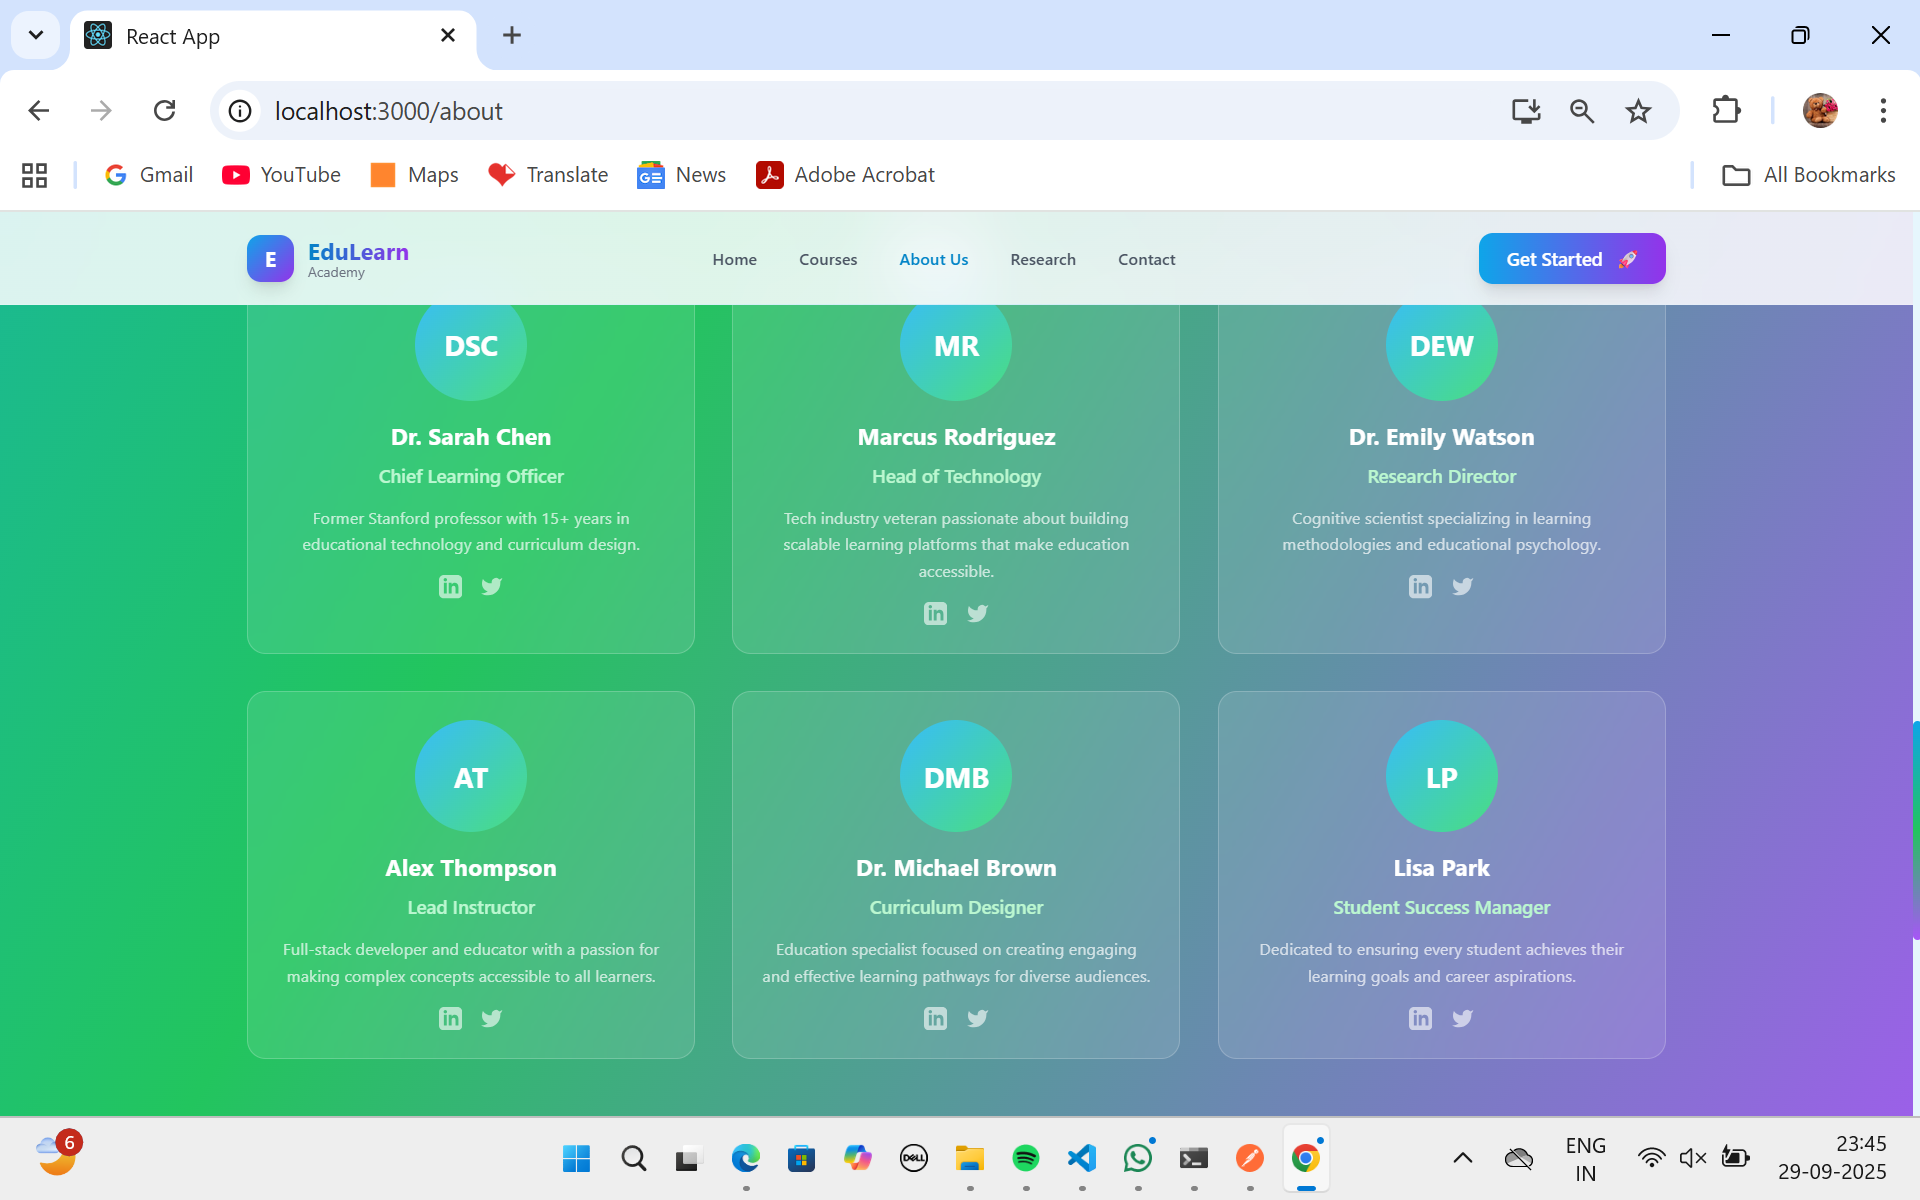 React App
localhost:3000/about
Gmail
YouTube
Maps
Translate
News
Adobe Acrobat
All Bookmarks
E
EduLearn
Academy
Home
Courses
About Us
Research
Contact
Get Started
DSC
Dr. Sarah Chen
Chief Learning Officer
Former Stanford professor with 15+ years in
educational technology and curriculum design.
in
MR
Marcus Rodriguez
Head of Technology
Tech industry veteran passionate about building
scalable learning platforms that make education
accessible.
in
DEW
Dr. Emily Watson
Research Director
Cognitive scientist specializing in learning
methodologies and educational psychology.
in
AT
Alex Thompson
Lead Instructor
Full-stack developer and educator with a passion for
making complex concepts accessible to all learners.
in
DMB
Dr. Michael Brown
Curriculum Designer
Education specialist focused on creating engaging
and effective learning pathways for diverse audiences.
in
LP
Lisa Park
Student Success Manager
Dedicated to ensuring every student achieves their
learning goals and career aspirations.
in
6
DELL
ENG
IN
23:45
29-09-2025